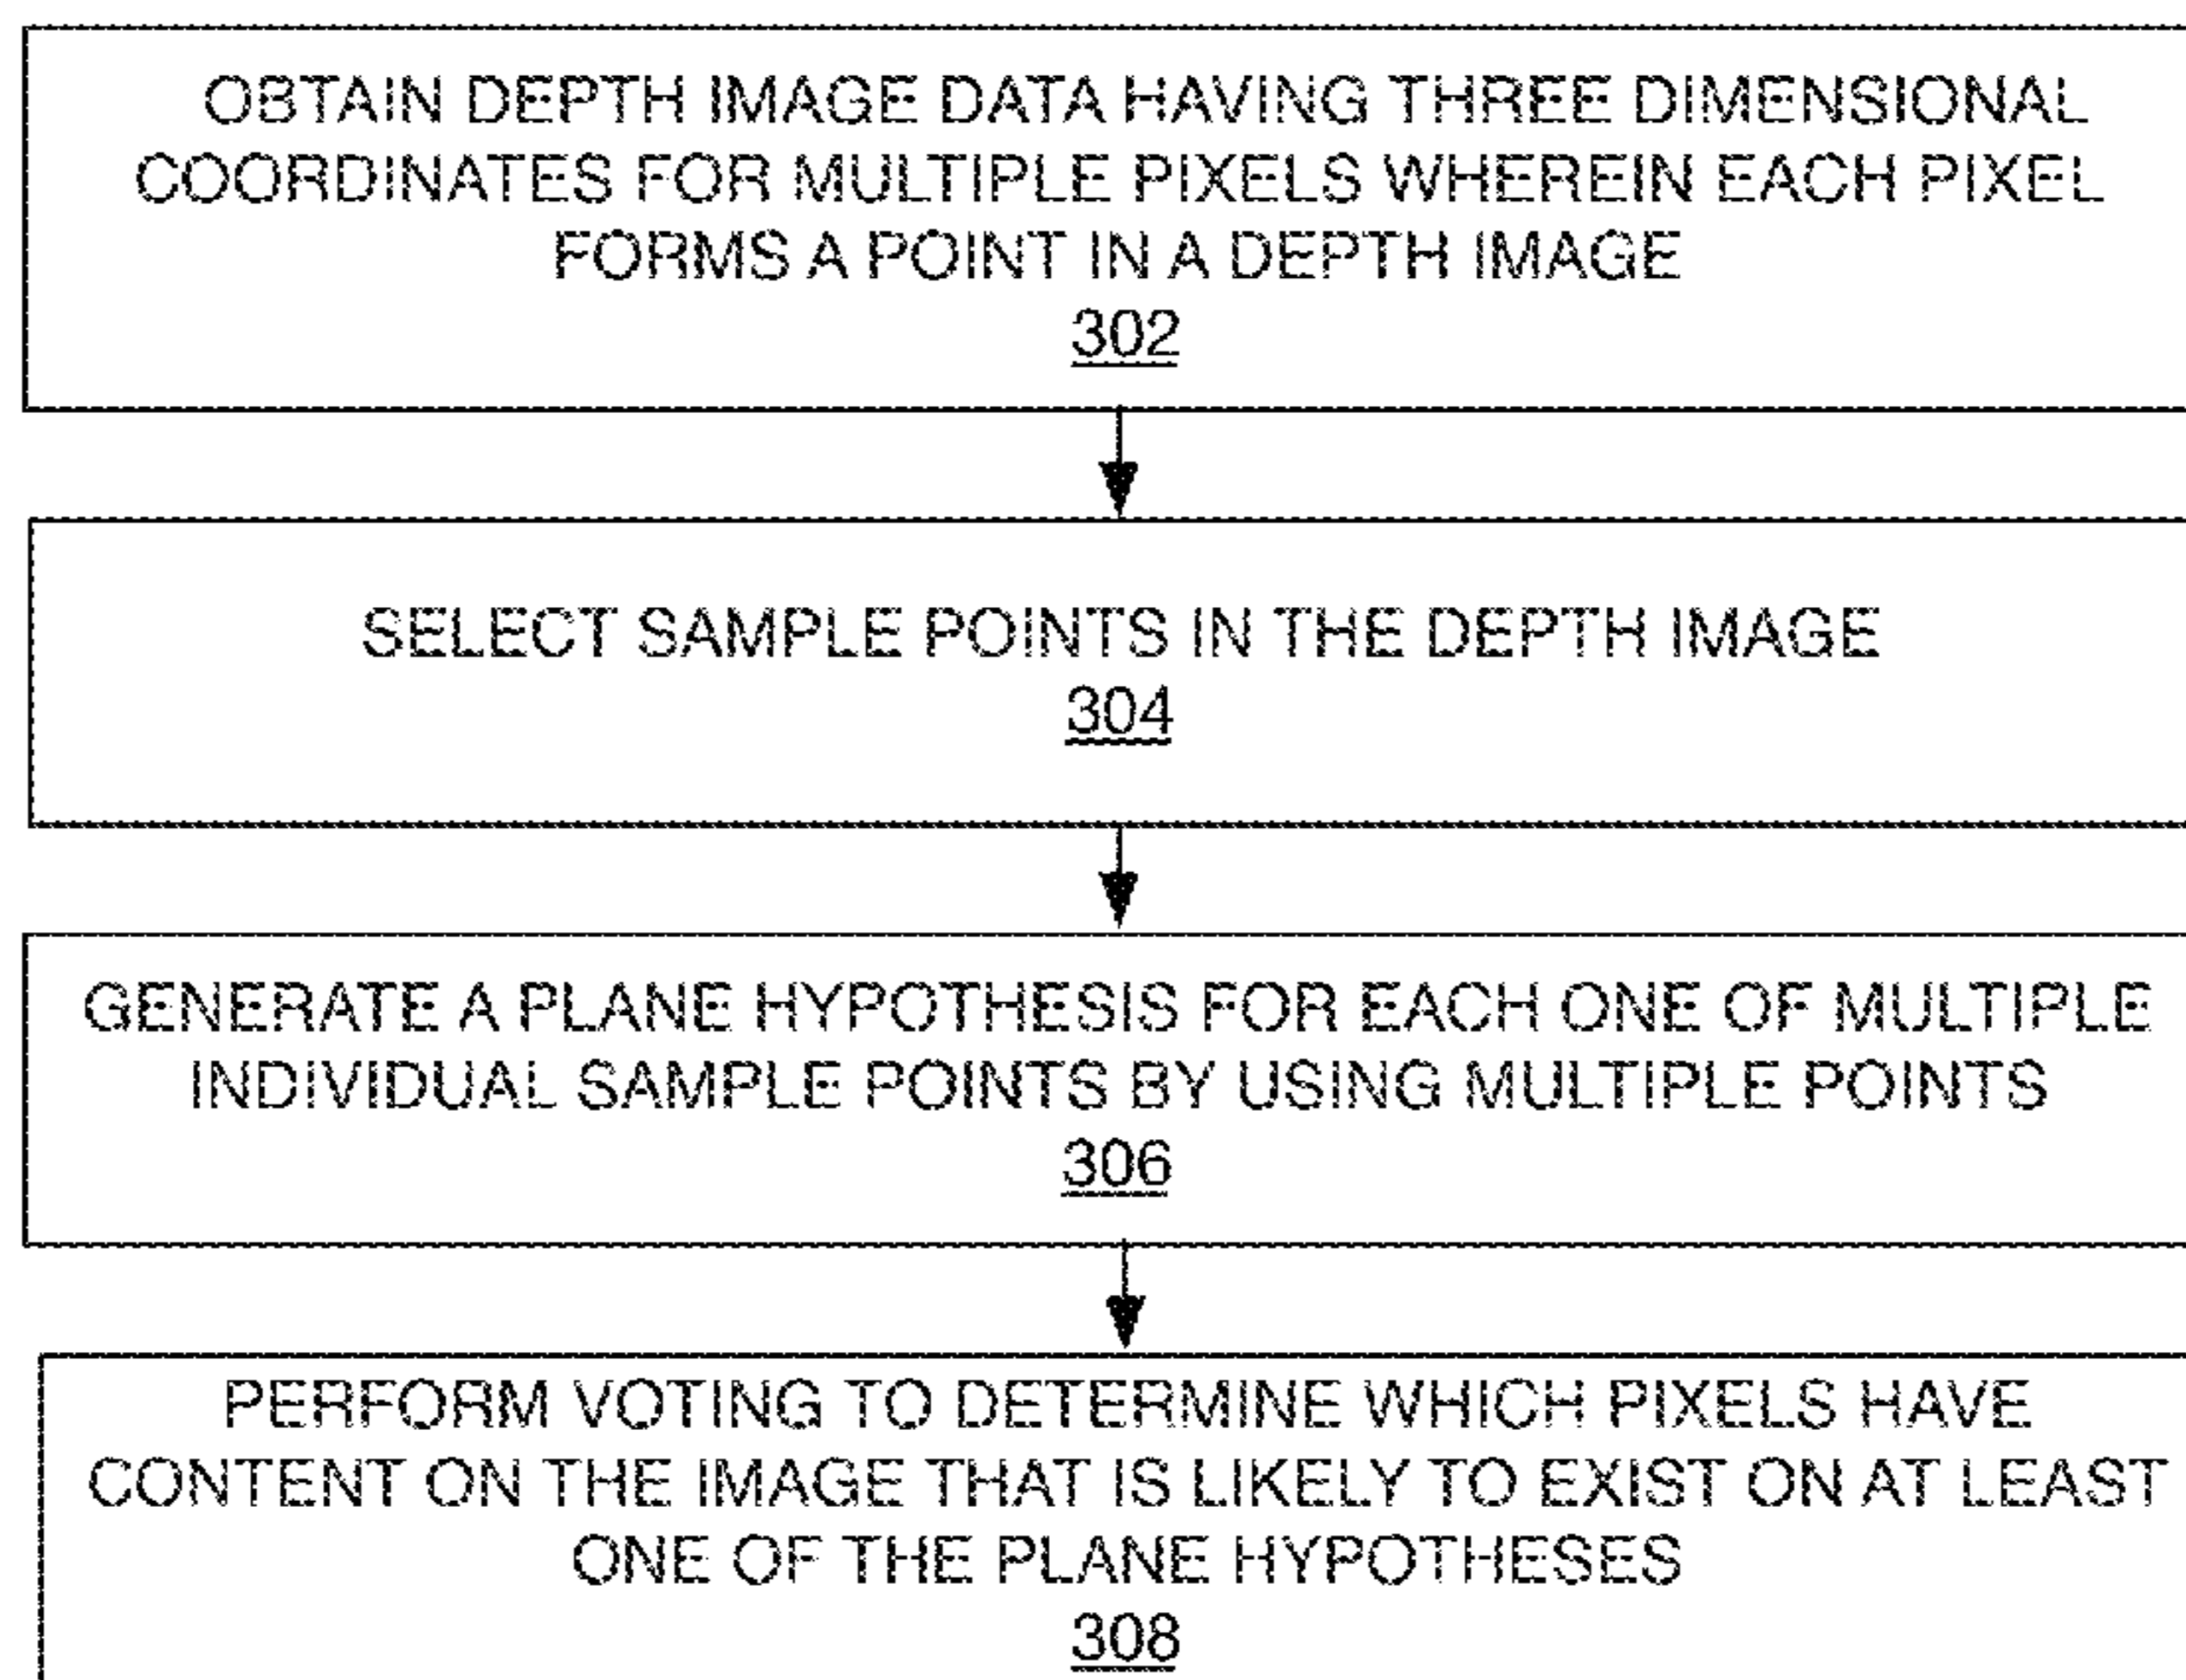 OBTAIN DEPTH IMAGE DATA HAVING THREE DIMENSIONAL
COORDINATES FOR MULTIPLE PIXELS WHEREIN EACH PIXEL
FORMS A POINT IN A DEPTH IMAGE
302
SELECT SAMPLE POINTS IN THE DEPTH IMAGE
304
GENERATE A PLANE HYPOTHESIS FOR EACH ONE OF MULTIPLE
INDIVIDUAL SAMPLE POINTS BY USING MULTIPLE POINTS
306
PERFORM VOTING TO DETERMINE WHICH PIXELS HAVE
CONTENT ON THE IMAGE THAT IS LIKELY TO EXIST ON AT LEAST
ONE OF THE PLANE HYPOTHESES
308